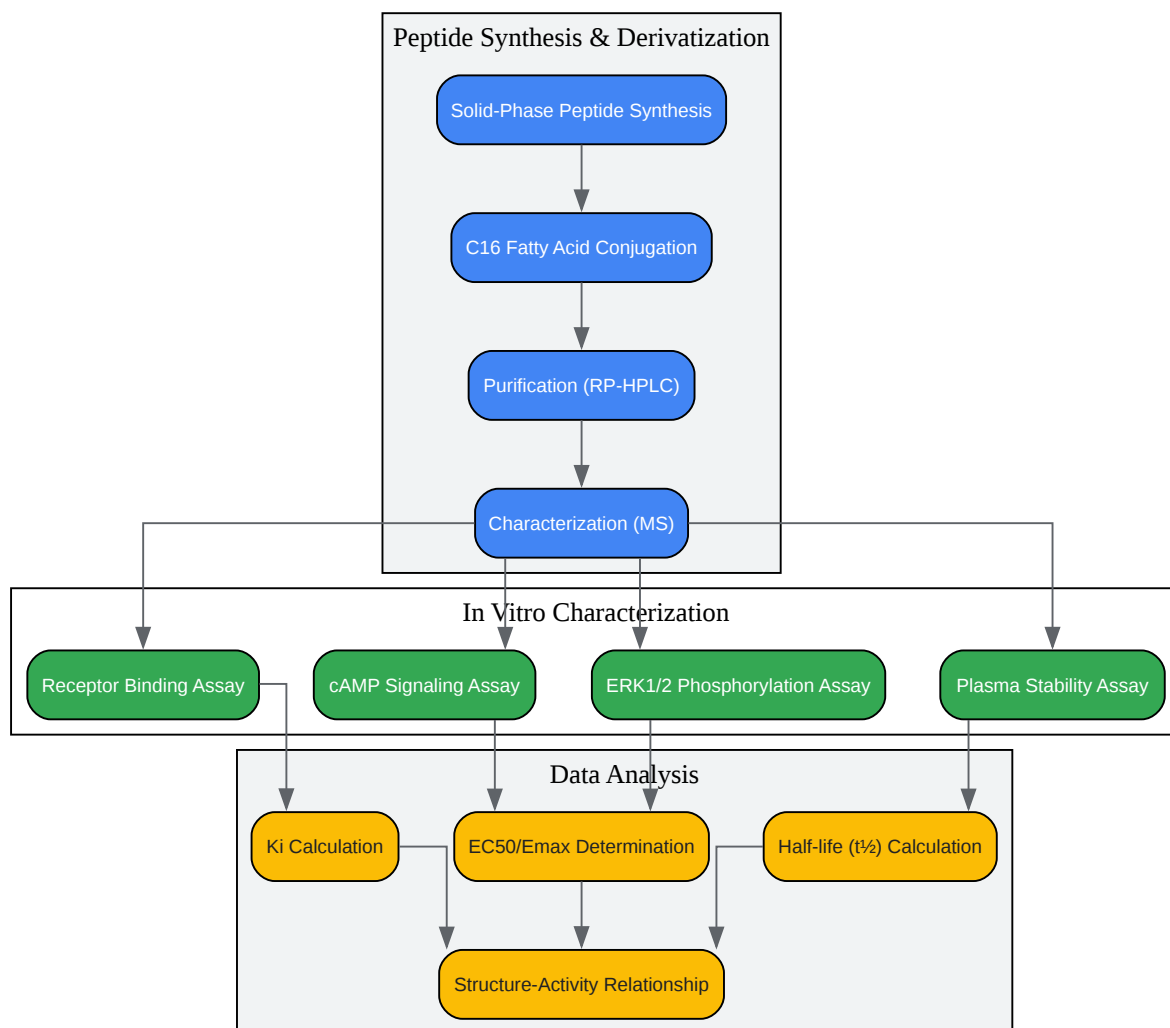 Peptide Synthesis & Derivatization
Solid-Phase Peptide Synthesis
C16 Fatty Acid Conjugation
Purification (RP-HPLC)
Characterization (MS)
In Vitro Characterization
Receptor Binding Assay
cAMP Signaling Assay
ERK1/2 Phosphorylation Assay
Plasma Stability Assay
Data Analysis
Ki Calculation
EC50/Emax Determination
Half-life (t½) Calculation
Structure-Activity Relationship